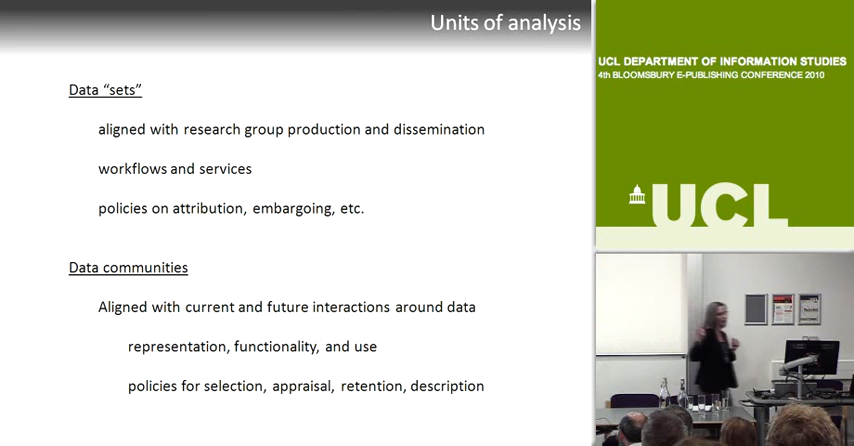 Units of analysis
Data “sets”
aligned with research group production and dissemination
workflows and services
policies on attribution, embargoing, etc.
Data communities
Aligned with current and future interactions around data
representation, functionality, and use
policies for selection, appraisal, retention, description
UCL DEPARTMENT OF INFORMATION STUDIES
4th BLOOMSBURY E-PUBLISHING CONFERENCE 2010
UCL